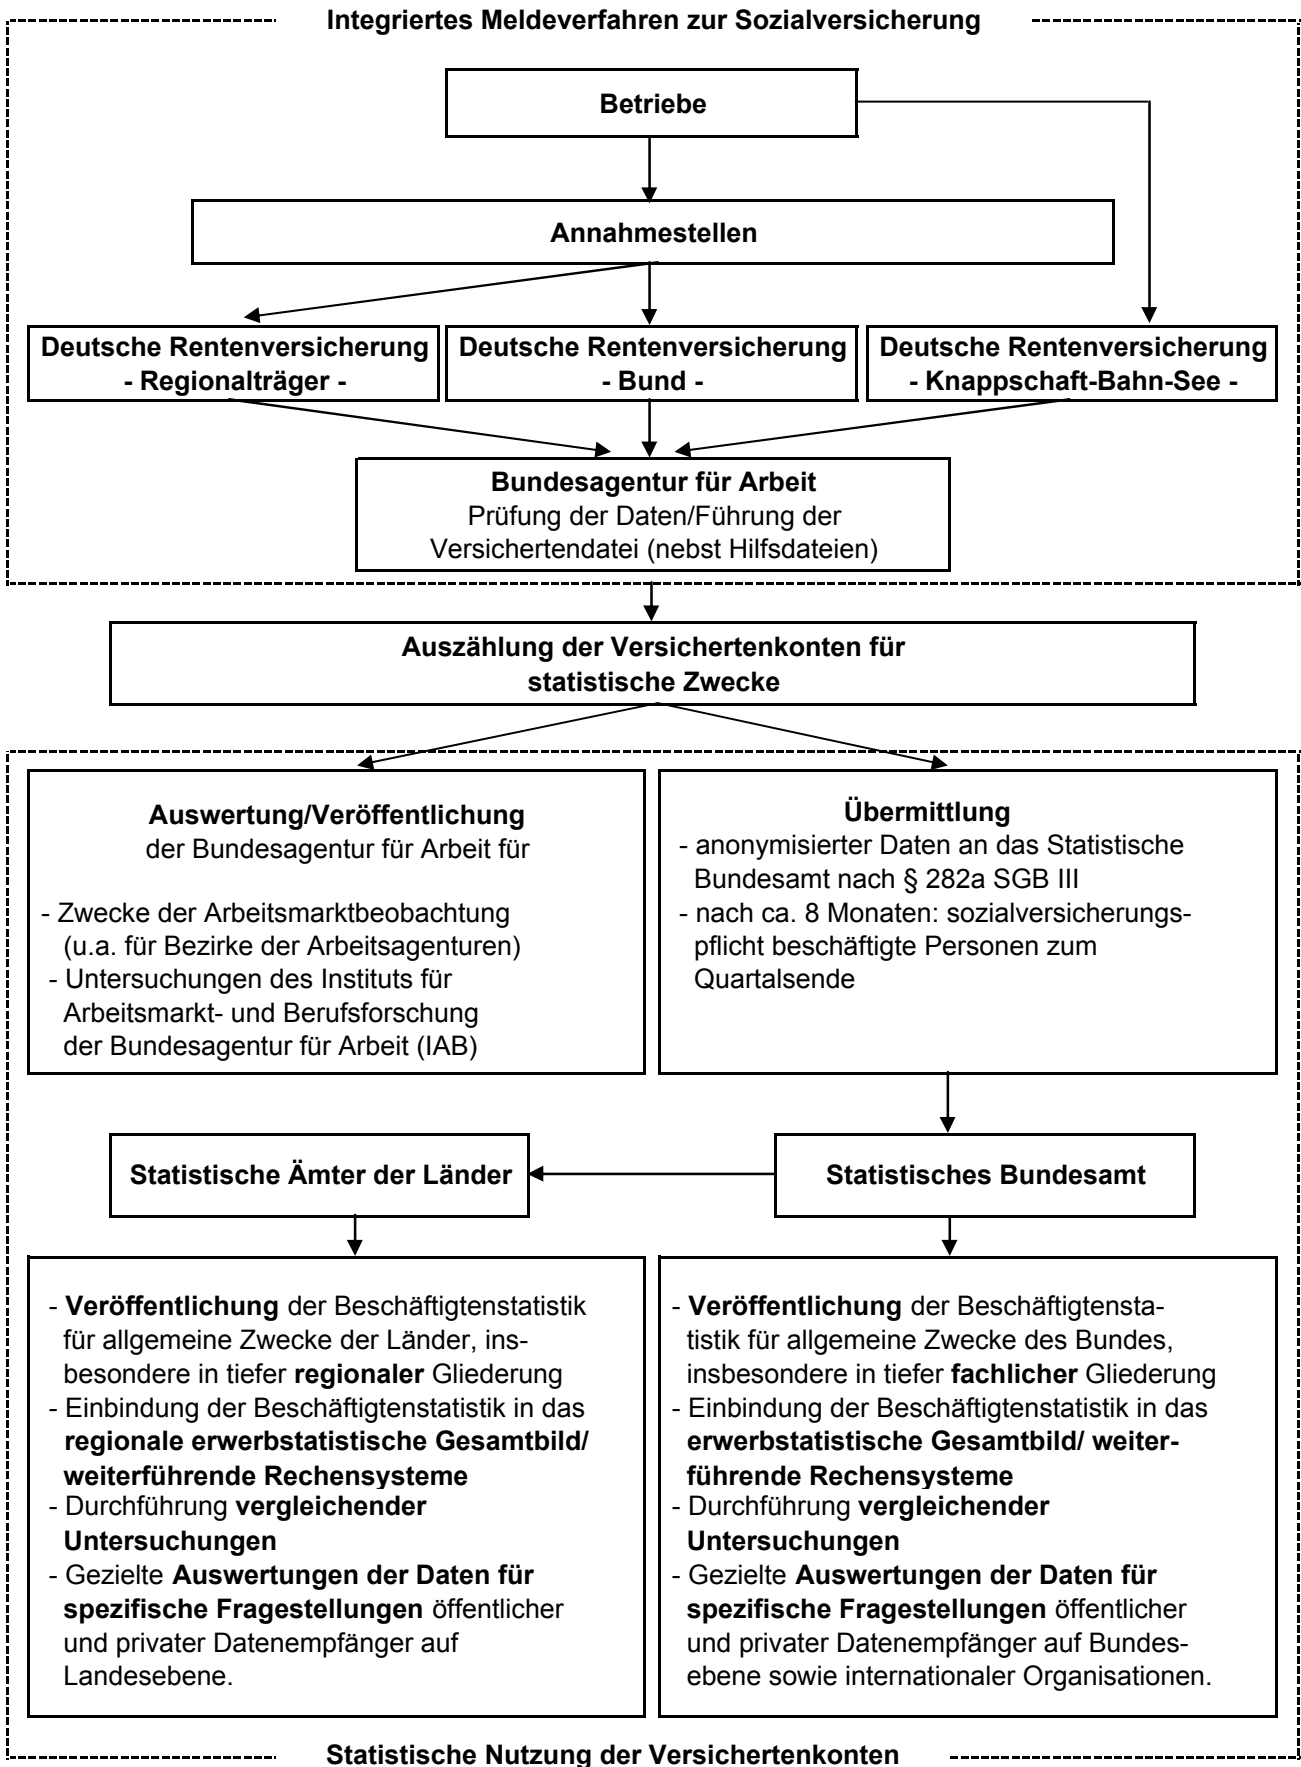 Integriertes Meldeverfahren zur Sozialversicherung
Betriebe
Annahmestellen
Deutsche Rentenversicherung
- Regionalträger -
Deutsche Rentenversicherung
- Bund -
Deutsche Rentenversicherung
- Knappschaft-Bahn-See -
Bundesagentur für Arbeit
Prüfung der Daten/Führung der
Versichertendatei (nebst Hilfsdateien)
Auszählung der Versichertenkonten für
statistische Zwecke
Auswertung/Veröffentlichung
der Bundesagentur für Arbeit für
- Zwecke der Arbeitsmarktbeobachtung
(u.a. für Bezirke der Arbeitsagenturen)
- Untersuchungen des Instituts für
Arbeitsmarkt- und Berufsforschung
der Bundesagentur für Arbeit (IAB)
Übermittlung
- anonymisierter Daten an das Statistische
Bundesamt nach § 282a SGB III
- nach ca. 8 Monaten: sozialversicherungs-
pflicht beschäftigte Personen zum
Quartalsende
Statistische Ämter der Länder
Statistisches Bundesamt
- Veröffentlichung der Beschäftigtenstatistik
für allgemeine Zwecke der Länder, ins-
besondere in tiefer regionaler Gliederung
- Einbindung der Beschäftigtenstatistik in das
regionale erwerbstatistische Gesamtbild/
weiterführende Rechensysteme
- Durchführung vergleichender
Untersuchungen
- Gezielte Auswertungen der Daten für
spezifische Fragestellungen öffentlicher
und privater Datenempfänger auf
Landesebene.
- Veröffentlichung der Beschäftigtensta-
tistik für allgemeine Zwecke des Bundes,
insbesondere in tiefer fachlicher Gliederung
- Einbindung der Beschäftigtenstatistik in das
erwerbstatistische Gesamtbild/ weiter-
führende Rechensysteme
- Durchführung vergleichender
Untersuchungen
- Gezielte Auswertungen der Daten für
spezifische Fragestellungen öffentlicher
und privater Datenempfänger auf Bundes-
ebene sowie internationaler Organisationen.
Statistische Nutzung der Versichertenkonten